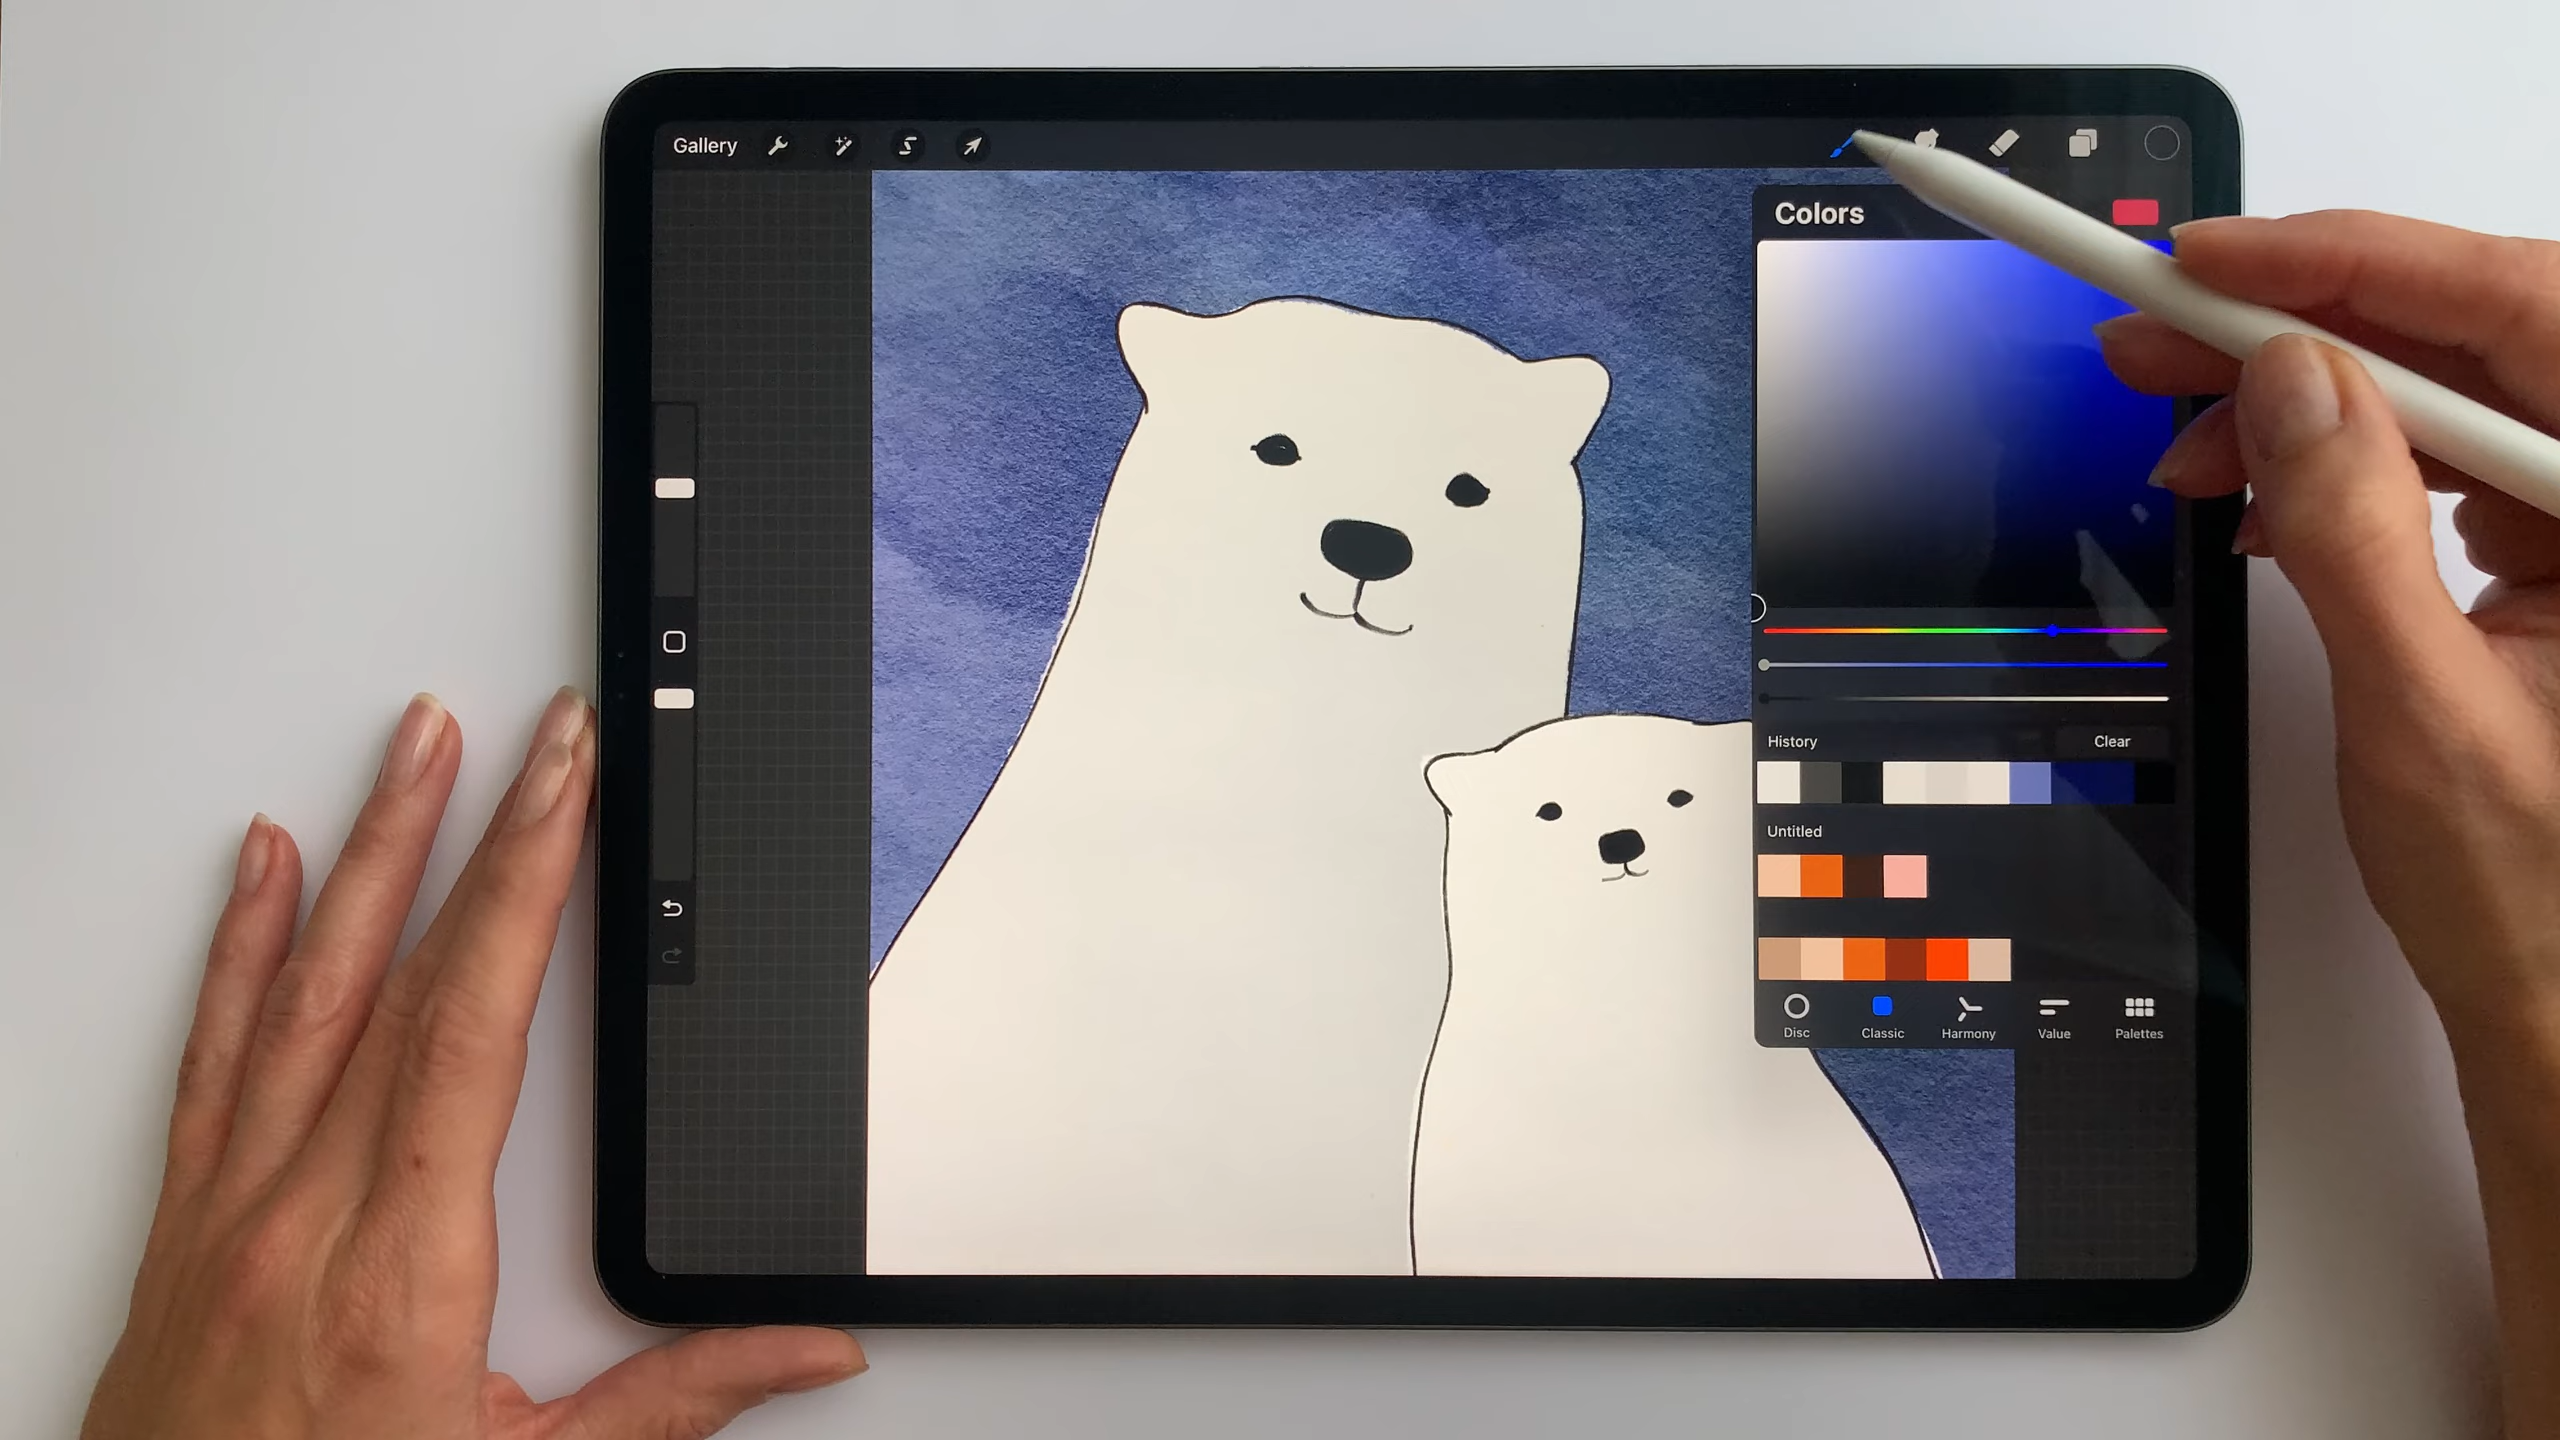 Gallery
Colors
History Clear
Untitled
Disc Classic Harmony Value Palettes